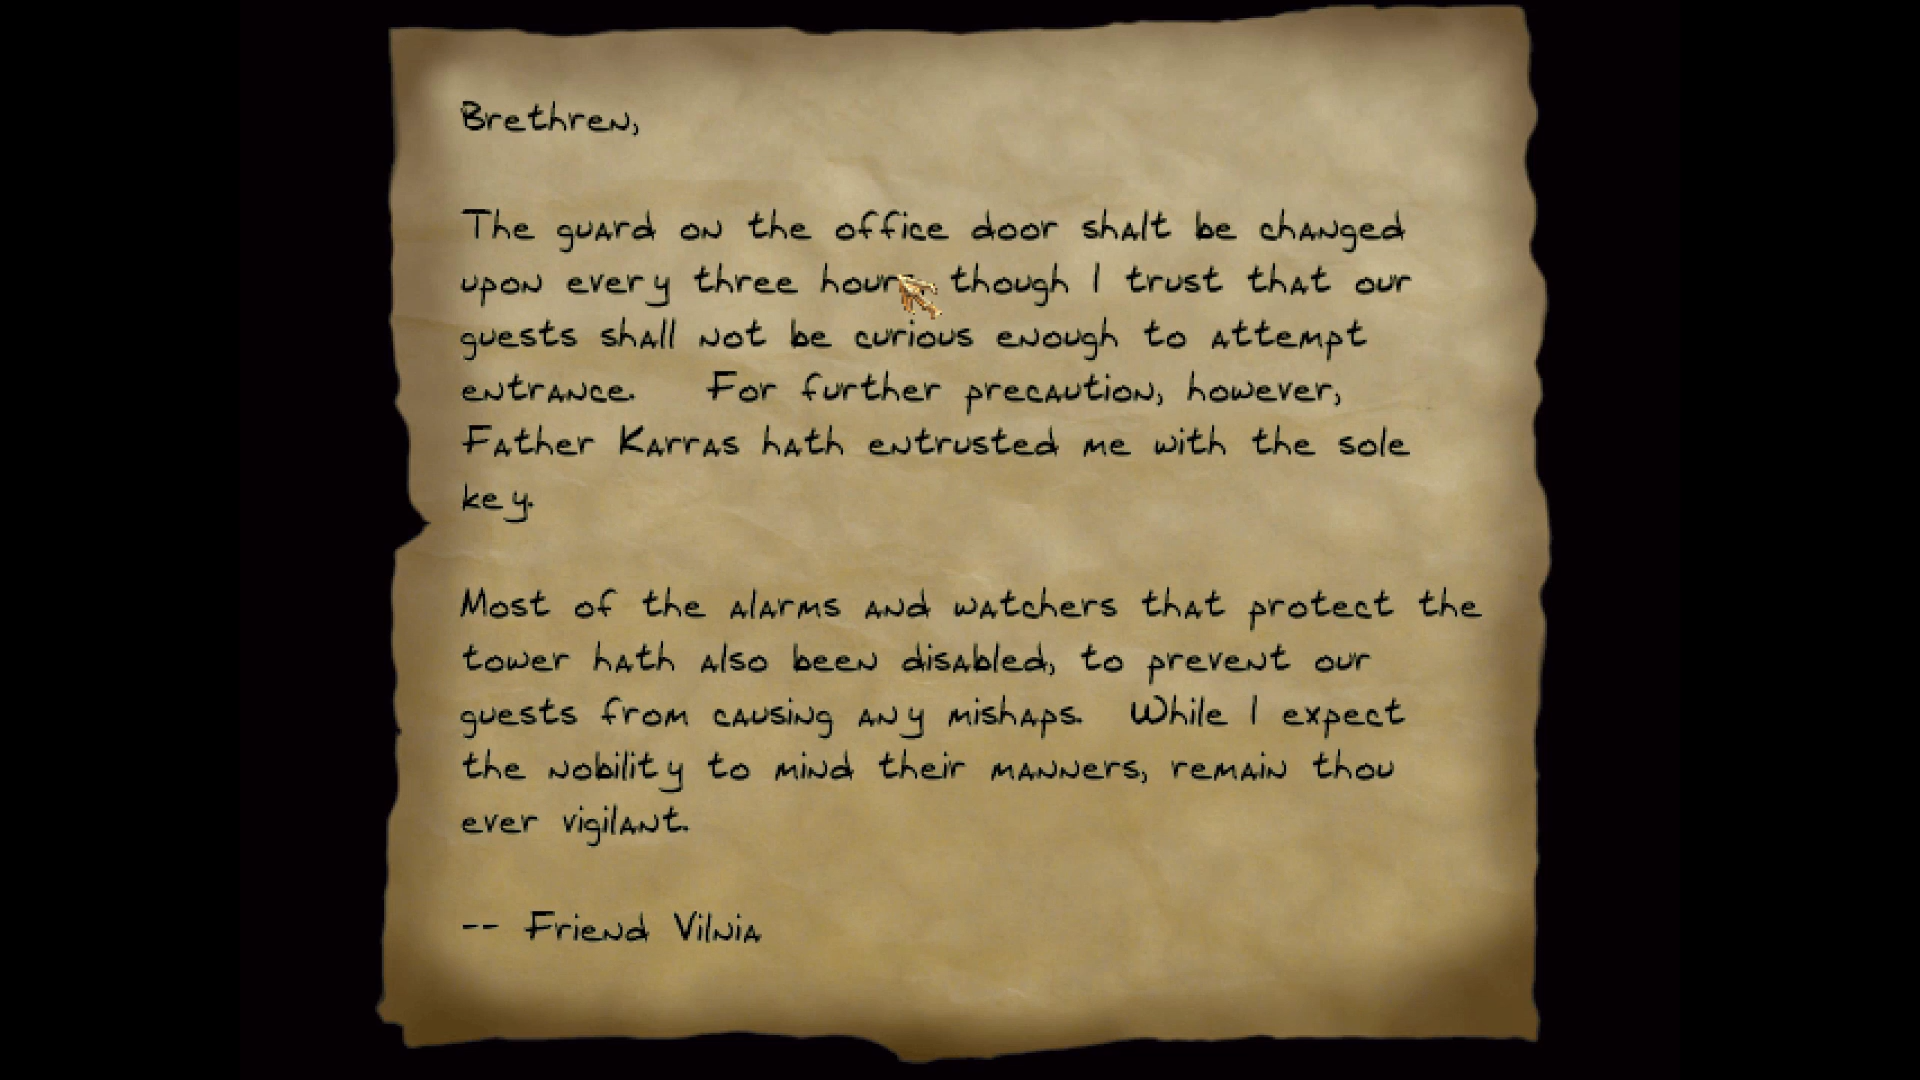 Brethren,
The guard on the office door shalt be changed
upon every three hours though I trust that our
guests shall not be curious enough to attempt
entrance. For further precaution, however,
Father Karras hath entrusted me with the sole
key.
Most of the alarms and watchers that protect the
tower hath also been disabled, to prevent our
guests from causing any mishaps. While I expect
the nobility to mind their manners, remain thou
ever vigilant.
-- Friend Vilnia